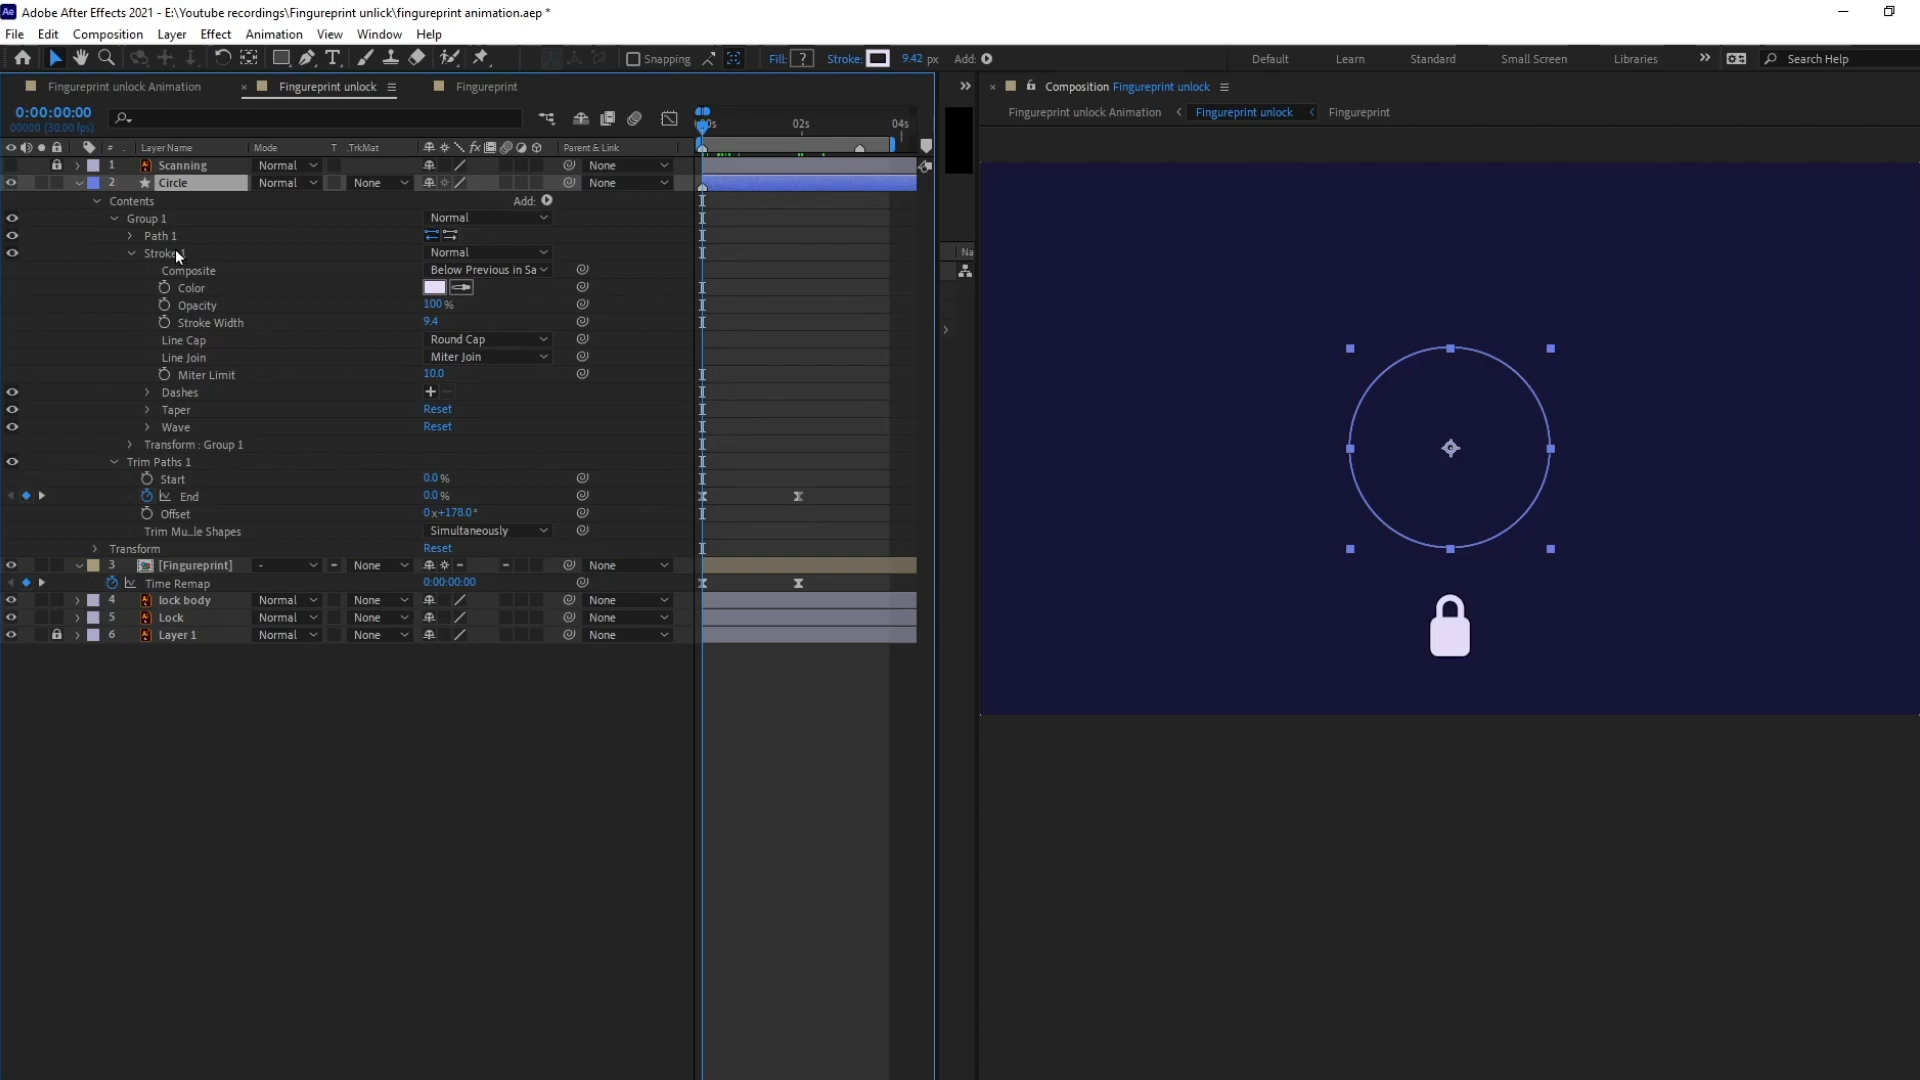 Ae Adobe After Effects 2021 - E:\Youtube recordings\Fingureprint unlick\fingureprint animation.aep *
File Edit Composition Layer Effect Animation View Window Help
Snapping Fill: ? Stroke: 9.42 px Add: Default Learn Standard Small Screen Libraries Search Help
Fingureprint unlock Animation × Fingureprint unlock Fingureprint × Composition Fingureprint unlock
0:00:00:00
00000 (30.00 fps)
Fingureprint unlock Animation Fingureprint unlock Fingureprint
02s 04s
# Layer Name Mode T .TrkMat fx Parent & Link
1 Scanning Normal None
2 Circle Normal None None
Contents Add:
Group 1 Normal
Path 1
Stroke 1 Normal
Na
Composite Below Previous in Sa
Color
Opacity 100 %
Stroke Width 9.4
Line Cap Round Cap
Line Join Miter Join
Miter Limit 10.0
Dashes + -
Taper Reset
Wave Reset
Transform : Group 1
Trim Paths 1
Start 0.0 %
End 0.0 %
Offset 0x+178.0°
Trim Mu...le Shapes Simultaneously
Transform Reset
3 [Fingureprint] - None None
Time Remap 0:00:00:00
4 lock body Normal None None
5 Lock Normal None None
6 Layer 1 Normal None None